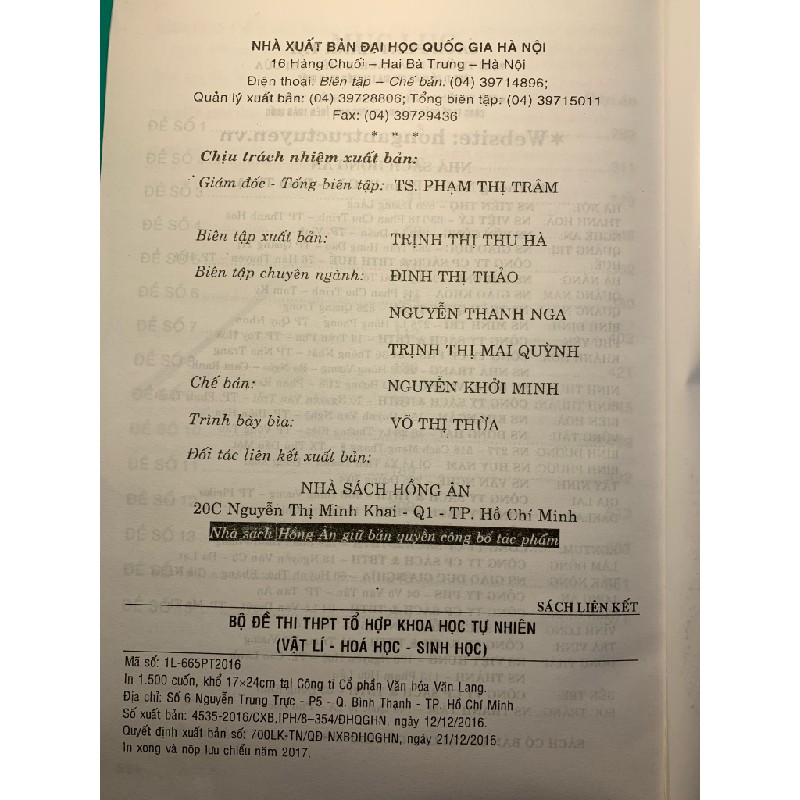 NHÀ XUẤT BẢN ĐẠI HỌC QUỐC GIA HÀ NỘI
16 Hàng Chuối – Hai Bà Trưng – Hà Nội
Điện thoại: Biên tập – Chế bản: (04) 39714896;
Quản lý xuất bản: (04) 39728806; Tổng biên tập: (04) 39715011
Fax: (04) 39729436
* * *
Chịu trách nhiệm xuất bản:
Giám đốc - Tổng biên tập: TS. PHẠM THỊ TRÂM
Biên tập xuất bản: TRỊNH THỊ THU HÀ
Biên tập chuyên ngành: ĐINH THỊ THẢO
NGUYỄN THANH NGA
TRỊNH THỊ MAI QUỲNH
Chế bản: NGUYỄN KHỞI MINH
Trình bày bìa: VÕ THỊ THỪA
Đối tác liên kết xuất bản:
NHÀ SÁCH HỒNG ÂN
20C Nguyễn Thị Minh Khai - Q1 - TP. Hồ Chí Minh
Nhà sách Hồng Ân giữ bản quyền công bố tác phẩm
SÁCH LIÊN KẾT
BỘ ĐỀ THI THPT TỔ HỢP KHOA HỌC TỰ NHIÊN
(VẬT LÍ - HOÁ HỌC - SINH HỌC)
Mã số: 1L-665PT2016
In 1.500 cuốn, khổ 17×24cm tại Công ti Cổ phần Văn hóa Văn Lang.
Địa chỉ: Số 6 Nguyễn Trung Trực - P5 - Q. Bình Thạnh - TP. Hồ Chí Minh
Số xuất bản: 4535-2016/CXB,IPH/8-354/ĐHQGHN, ngày 12/12/2016.
Quyết định xuất bản số: 700LK-TN/QĐ-NXBĐHQGHN, ngày 21/12/2016.
In xong và nộp lưu chiểu năm 2017.